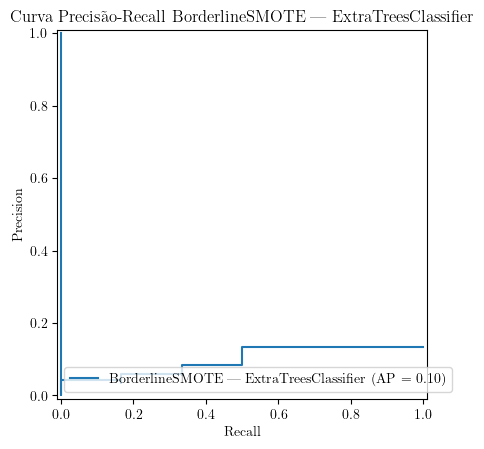 Curva Precisão-Recall BorderlineSMOTE — ExtraTreesClassifier
1.0
0.8
0.6
0.4
0.2
0.0
Precision
BorderlineSMOTE — ExtraTreesClassifier (AP = 0.10)
0.0 0.2 0.4 0.6 0.8 1.0
Recall